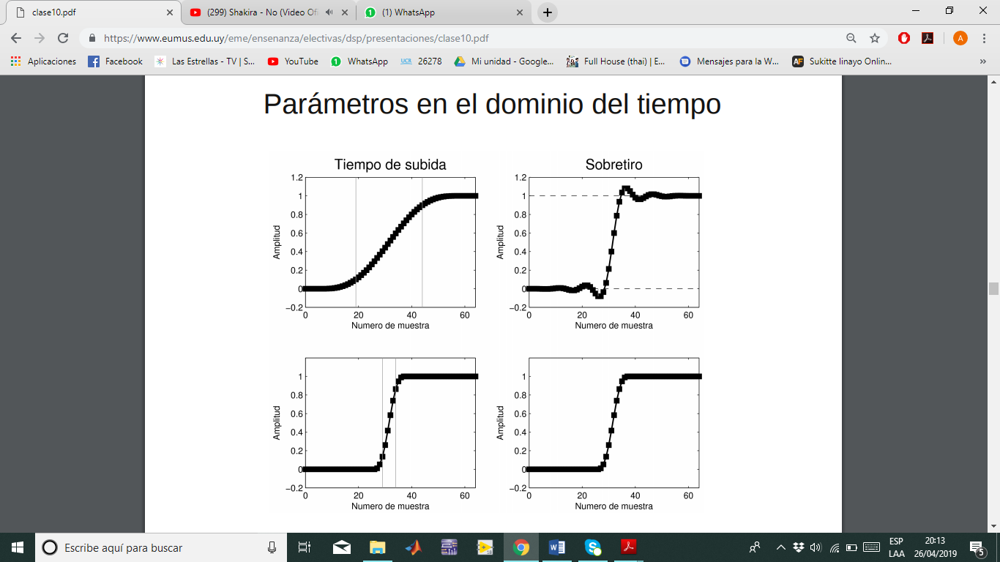 clase10.pdf
(299) Shakira - No (Video Of
(1) WhatsApp
https://www.eumus.edu.uy/eme/ensenanza/electivas/dsp/presentaciones/clase10.pdf
A
Aplicaciones
Facebook
Las Estrellas - TV | S...
YouTube
WhatsApp
UCR 26278
Mi unidad - Google...
Full House (thai) | E...
Mensajes para la W...
AF Sukitte Iinayo Onlin...
»
Parámetros en el dominio del tiempo
Tiempo de subida
1.2
1
0.8
0.6
0.4
0.2
0
−0.2
0 20 40 60
Amplitud
Numero de muestra
Sobretiro
1.2
1
0.8
0.6
0.4
0.2
0
−0.2
0 20 40 60
Amplitud
Numero de muestra
1
0.8
0.6
0.4
0.2
0
−0.2
0 20 40 60
Amplitud
Numero de muestra
1
0.8
0.6
0.4
0.2
0
−0.2
0 20 40 60
Amplitud
Numero de muestra
Escribe aquí para buscar
ESP
LAA
20:13
26/04/2019
5